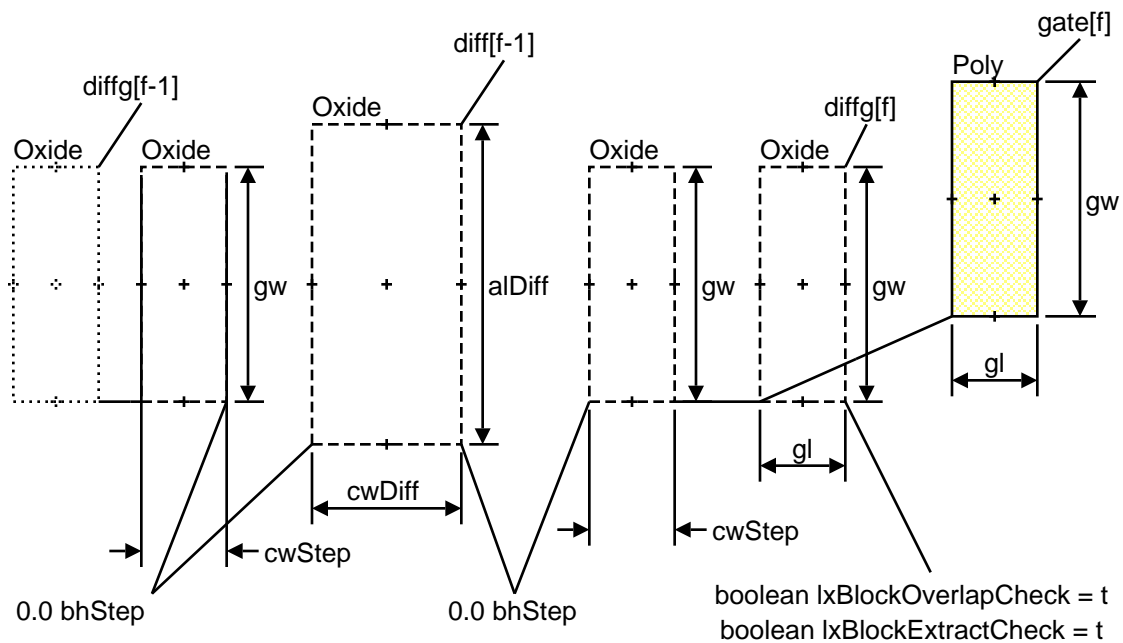 gate[f]
diff[f-1]
Poly
diffg[f-1]
Oxide
diffg[f]
Oxide
Oxide
Oxide
Oxide
gw
gw
alDiff
gw
gw
gl
gl
cwDiff
cwStep
cwStep
0.0 bhStep
0.0 bhStep
boolean lxBlockOverlapCheck = t
boolean lxBlockExtractCheck = t